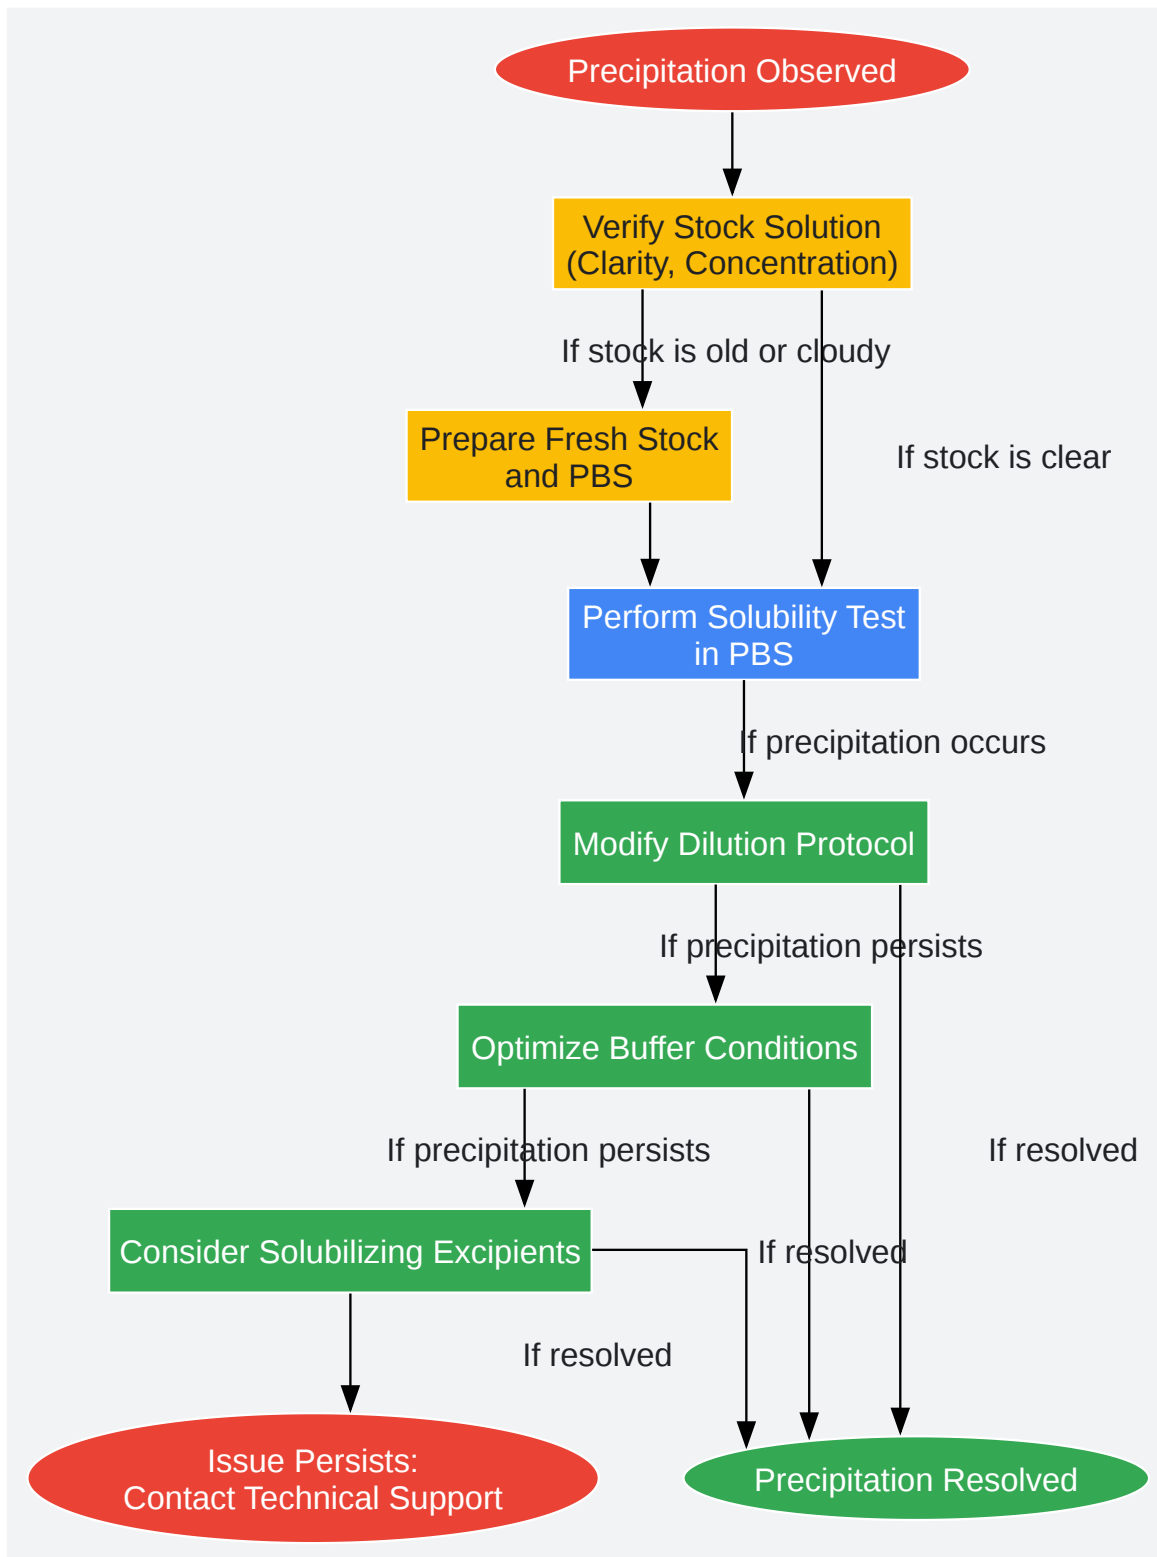 Precipitation Observed
Verify Stock Solution
(Clarity, Concentration)
If stock is old or cloudy
Prepare Fresh Stock
and PBS
If stock is clear
Perform Solubility Test
in PBS
If precipitation occurs
Modify Dilution Protocol
If precipitation persists
Optimize Buffer Conditions
If precipitation persists
If resolved
Consider Solubilizing Excipients
If resolved
If resolved
Issue Persists:
Contact Technical Support
Precipitation Resolved